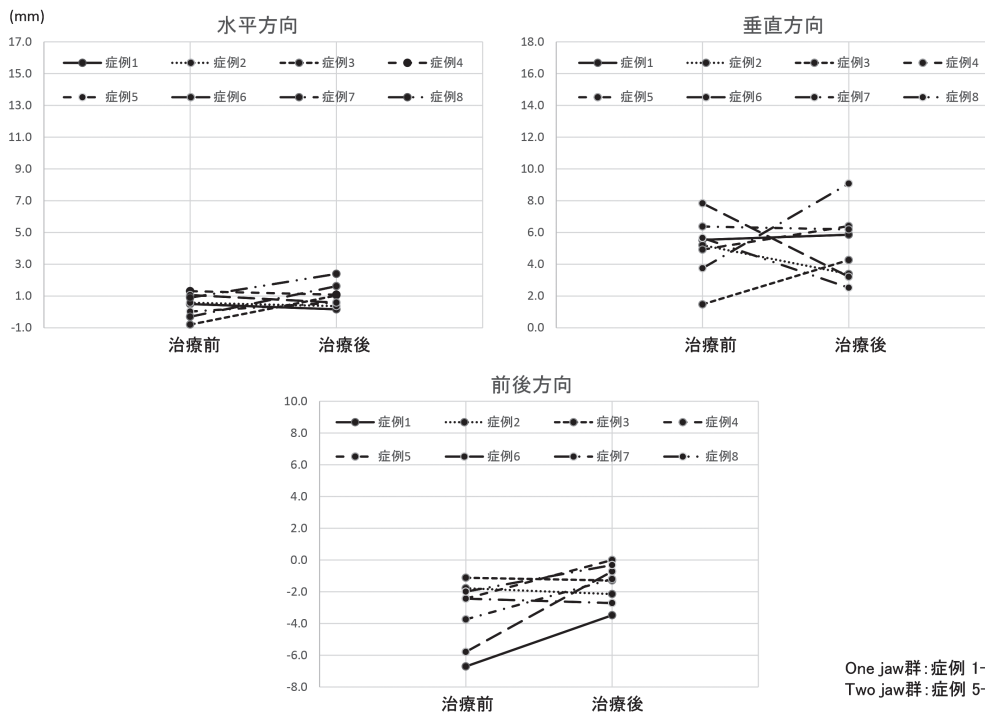 (mm)
水平方向
17.0
15.0
13.0
11.0
9.0
7.0
5.0
3.0
1.0
-1.0
症例1 症例2 症例3 症例4
症例5 症例6 症例7 症例8
治療前 治療後
垂直方向
18.0
16.0
14.0
12.0
10.0
8.0
6.0
4.0
2.0
0.0
症例1 症例2 症例3 症例4
症例5 症例6 症例7 症例8
治療前 治療後
前後方向
10.0
8.0
6.0
4.0
2.0
0.0
-2.0
-4.0
-6.0
-8.0
症例1 症例2 症例3 症例4
症例5 症例6 症例7 症例8
治療前 治療後
One jaw群：症例 1-
Two jaw群：症例 5-